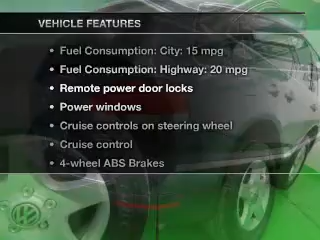 VEHICLE FEATURES
• Fuel Consumption: City: 15 mpg
• Fuel Consumption: Highway: 20 mpg
• Remote power door locks
• Power windows
• Cruise controls on steering wheel
• Cruise control
• 4-wheel ABS Brakes